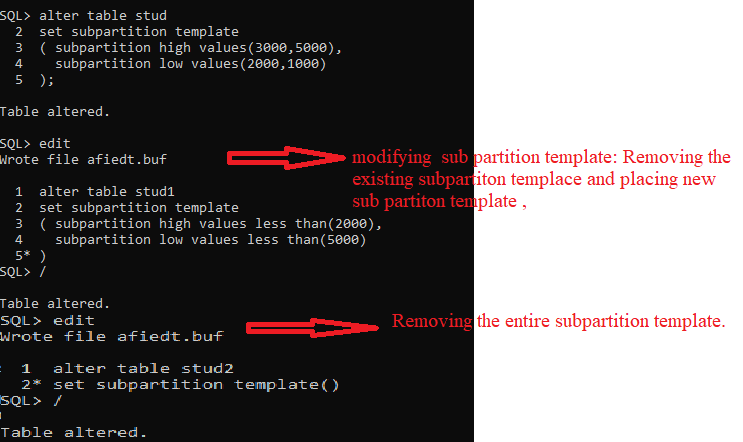 SQL> alter table stud
2 set subpartition template
3 ( subpartition high values(3000,5000),
4 subpartition low values(2000,1000)
5 );
Table altered.
SQL> edit
Wrote file afiedt.buf
modifying sub partition template: Removing the
existing subpartiton templace and placing new
sub partiton template ,
1 alter table stud1
2 set subpartition template
3 ( subpartition high values less than(2000),
4 subpartition low values less than(5000)
5* )
SQL> /
Table altered.
SQL> edit
Wrote file afiedt.buf
Removing the entire subpartition template.
1 alter table stud2
2* set subpartition template()
SQL> /
Table altered.